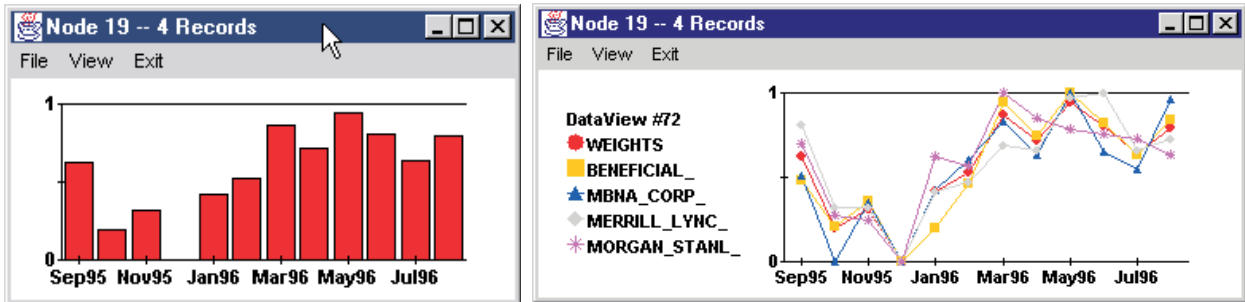 Node 19 -- 4 Records
File View Exit
1
0
Sep95 Nov95 Jan96 Mar96 May96 Jul96
Node 19 -- 4 Records
File View Exit
DataView #72
WEIGHTS
BENEFICIAL_
MBNA_CORP_
MERRILL_LYNC_
MORGAN_STANL_
1
0
Sep95 Nov95 Jan96 Mar96 May96 Jul96